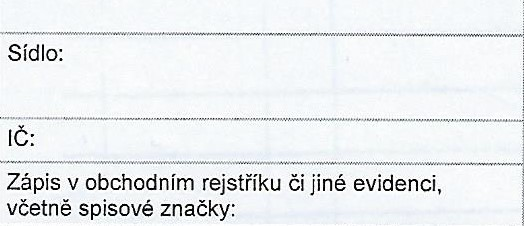 Sídlo:
IČ:
Zápis v obchodním rejstříku či jiné evidenci,
včetně spisové značky: